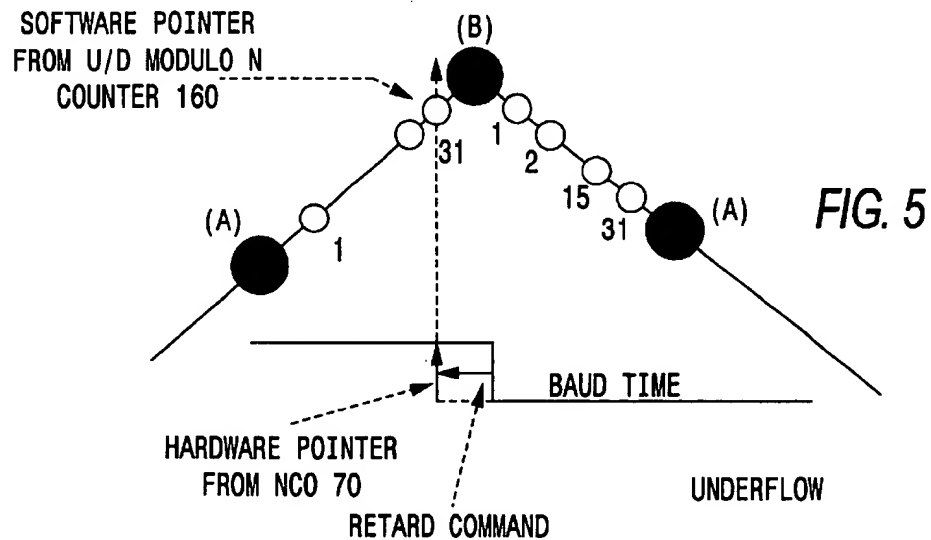 SOFTWARE POINTER
FROM U/D MODULO N
COUNTER 160
(B)
31
1
2
15
31
(A)
1
(A)
FIG. 5
BAUD TIME
HARDWARE POINTER
FROM NCO 70
RETARD COMMAND
UNDERFLOW